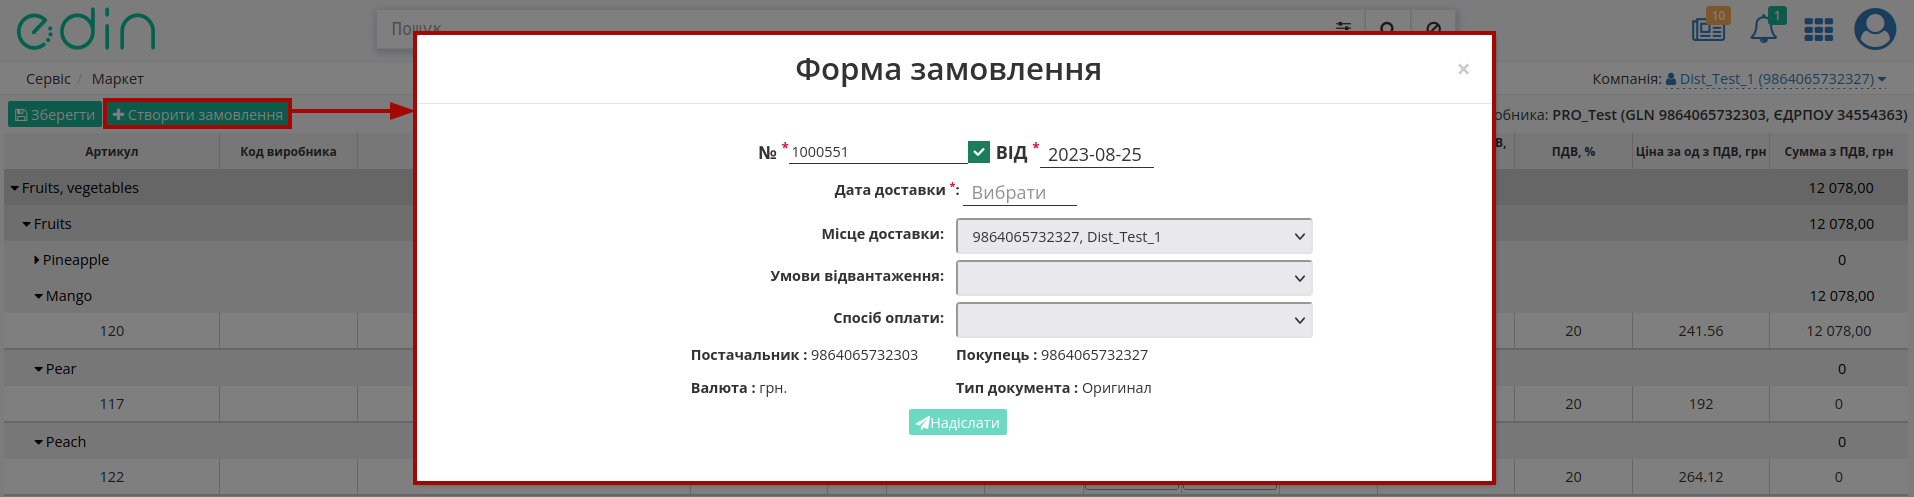 edin
Пошук
10
1
Сервіс / Маркет
Компанія: Dist_Test_1 (9864065732327)
Зберегти
Створити замовлення
обника: PRO_Test (GLN 9864065732303, ЄДРПОУ 34554363)
Артикул Код виробника В, ПДВ, % Ціна за од з ПДВ, грн Сумма з ПДВ, грн
Fruits, vegetables 12 078,00
Fruits 12 078,00
Pineapple 0
Mango 12 078,00
120 20 241.56 12 078,00
Pear 0
117 20 192 0
Peach 0
122 20 264.12 0
Форма замовлення ×
№ * 1000551 ВІД * 2023-08-25
Дата доставки *: Вибрати
Місце доставки: 9864065732327, Dist_Test_1
Умови відвантаження:
Спосіб оплати:
Постачальник : 9864065732303 Покупець : 9864065732327
Валюта : грн. Тип документа : Оригинал
Надіслати